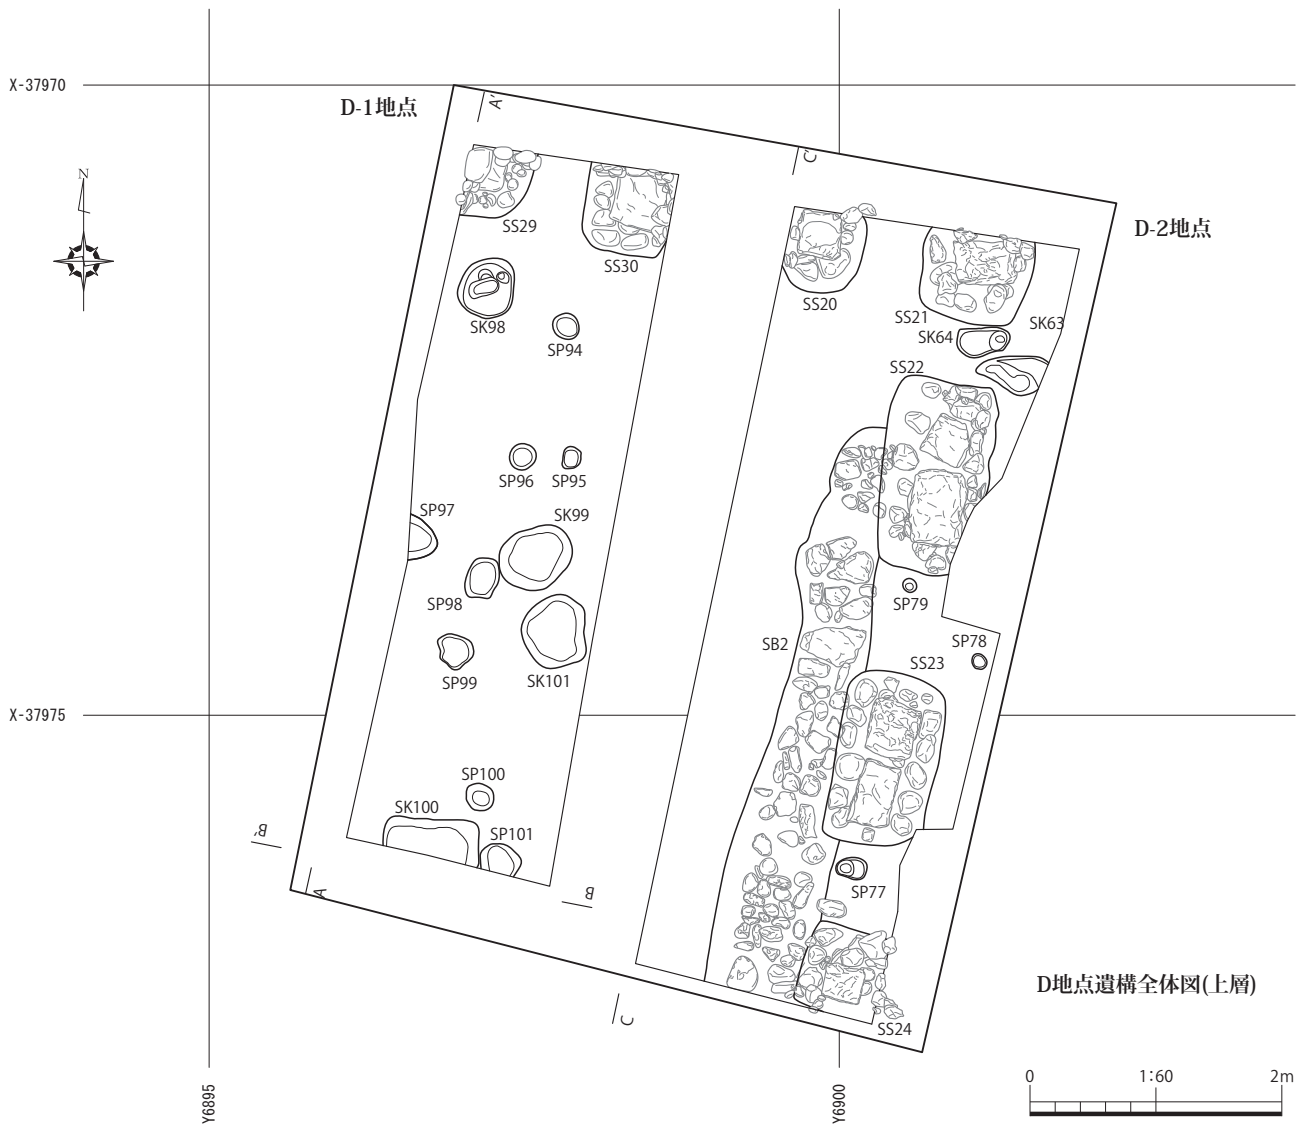 X-37970
D-1地点
A'
C'
N
D-2地点
SS29
SS30
SS20
SS21
SK63
SK98
SK64
SP94
SS22
SP96
SP95
SP97
SK99
SP98
SP79
SB2
SP78
SS23
SP99
SK101
X-37975
SP100
SK100
B'
SP101
A
B
SP77
D地点遺構全体図(上層)
C
SS24
0
1:60
2m
Y6895
Y6900